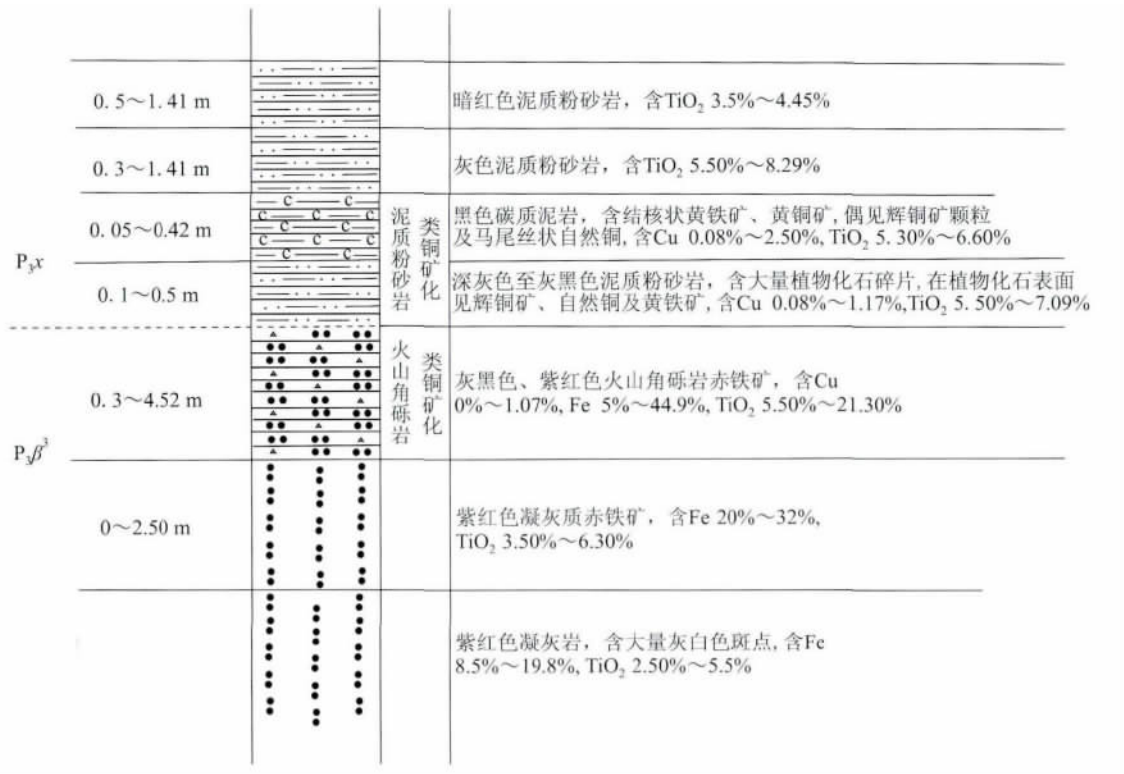 0.5～1.41 m
暗红色泥质粉砂岩，含TiO₂ 3.5%～4.45%
0.3～1.41 m
灰色泥质粉砂岩，含TiO₂ 5.50%～8.29%
P₃x
0.05～0.42 m
泥质粉砂岩
类铜矿化
黑色碳质泥岩，含结核状黄铁矿、黄铜矿，偶见辉铜矿颗粒
及马尾丝状自然铜, 含Cu 0.08%～2.50%, TiO₂ 5.30%～6.60%
0.1～0.5 m
深灰色至灰黑色泥质粉砂岩，含大量植物化石碎片, 在植物化石表面
见辉铜矿、自然铜及黄铁矿, 含Cu 0.08%～1.17%,TiO₂ 5.50%～7.09%
P₃β³
0.3～4.52 m
火山角砾岩
类铜矿化
灰黑色、紫红色火山角砾岩赤铁矿，含Cu
0%～1.07%, Fe 5%～44.9%, TiO₂ 5.50%～21.30%
0～2.50 m
紫红色凝灰质赤铁矿，含Fe 20%～32%,
TiO₂ 3.50%～6.30%
紫红色凝灰岩，含大量灰白色斑点, 含Fe
8.5%～19.8%, TiO₂ 2.50%～5.5%